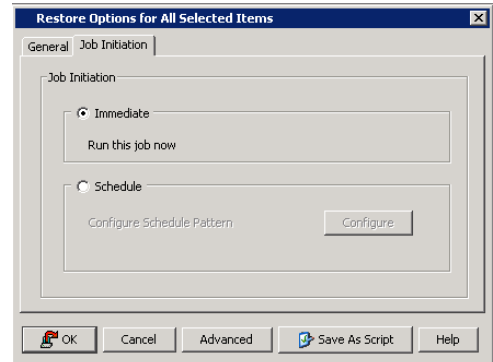 Restore Options for All Selected Items
General Job Initiation
Job Initiation
Immediate
Run this job now
Schedule
Configure Schedule Pattern Configure
OK Cancel Advanced Save As Script Help